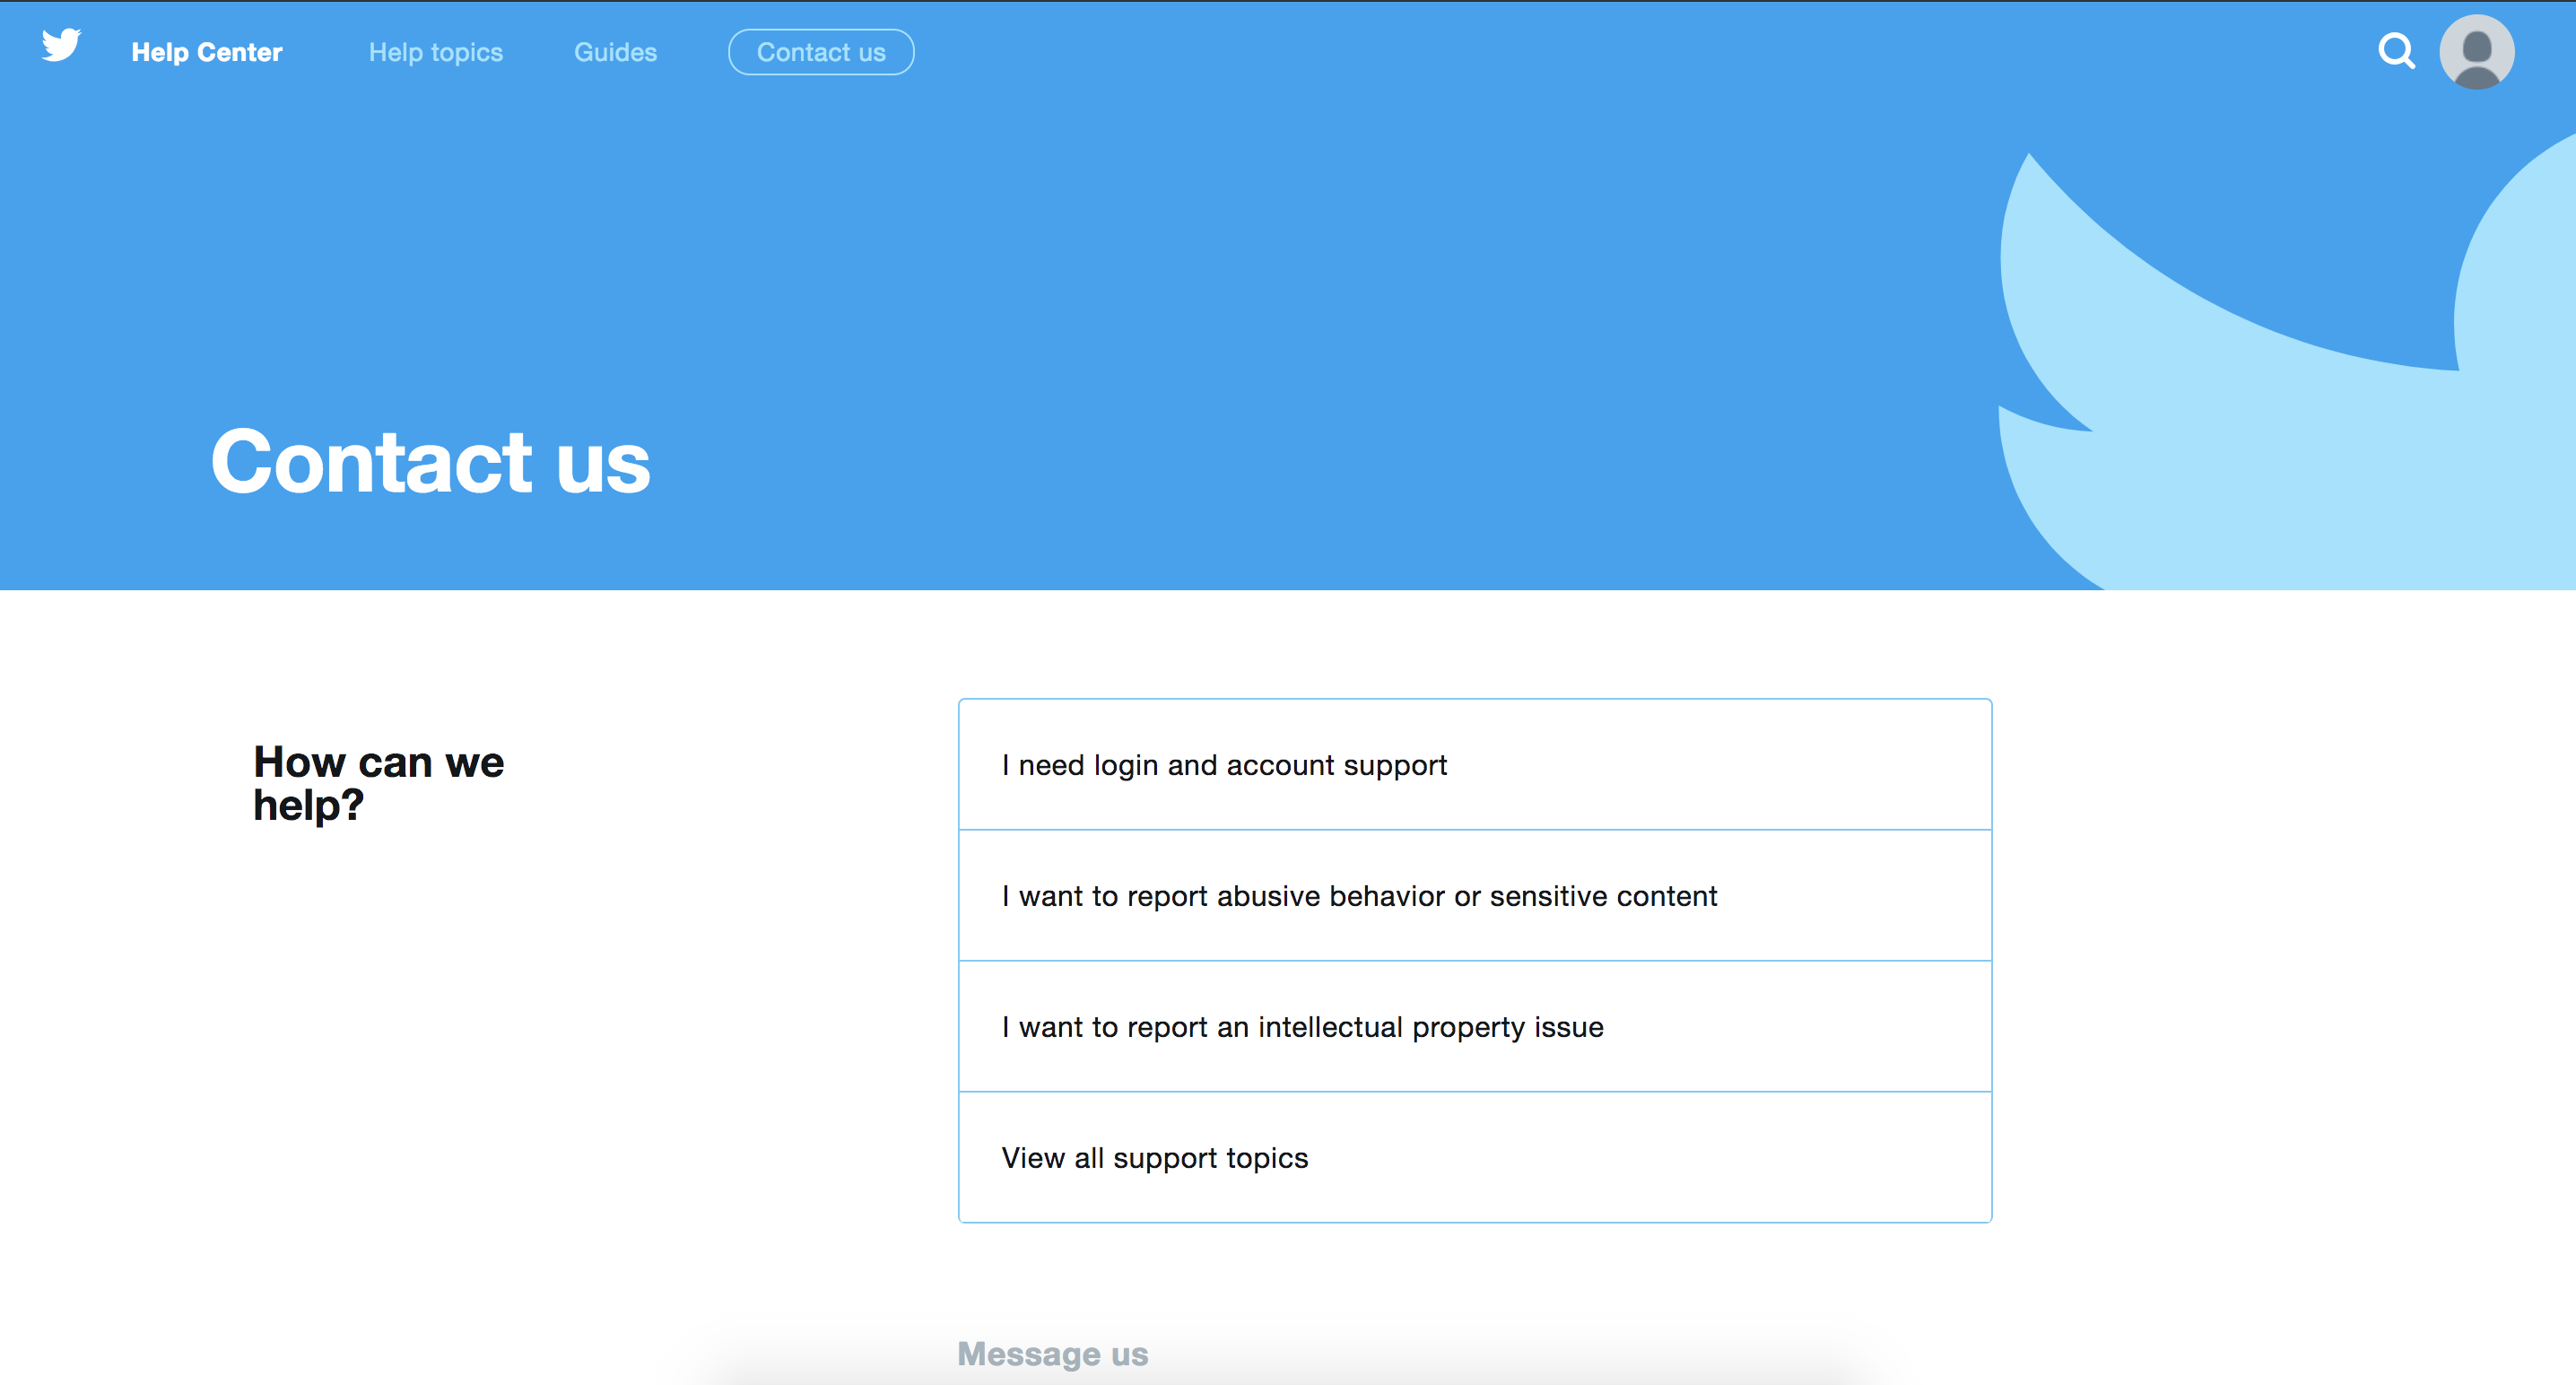 Help Center
Help topics
Guides
Contact us
Contact us
How can we
help?
I need login and account support
I want to report abusive behavior or sensitive content
I want to report an intellectual property issue
View all support topics
Message us